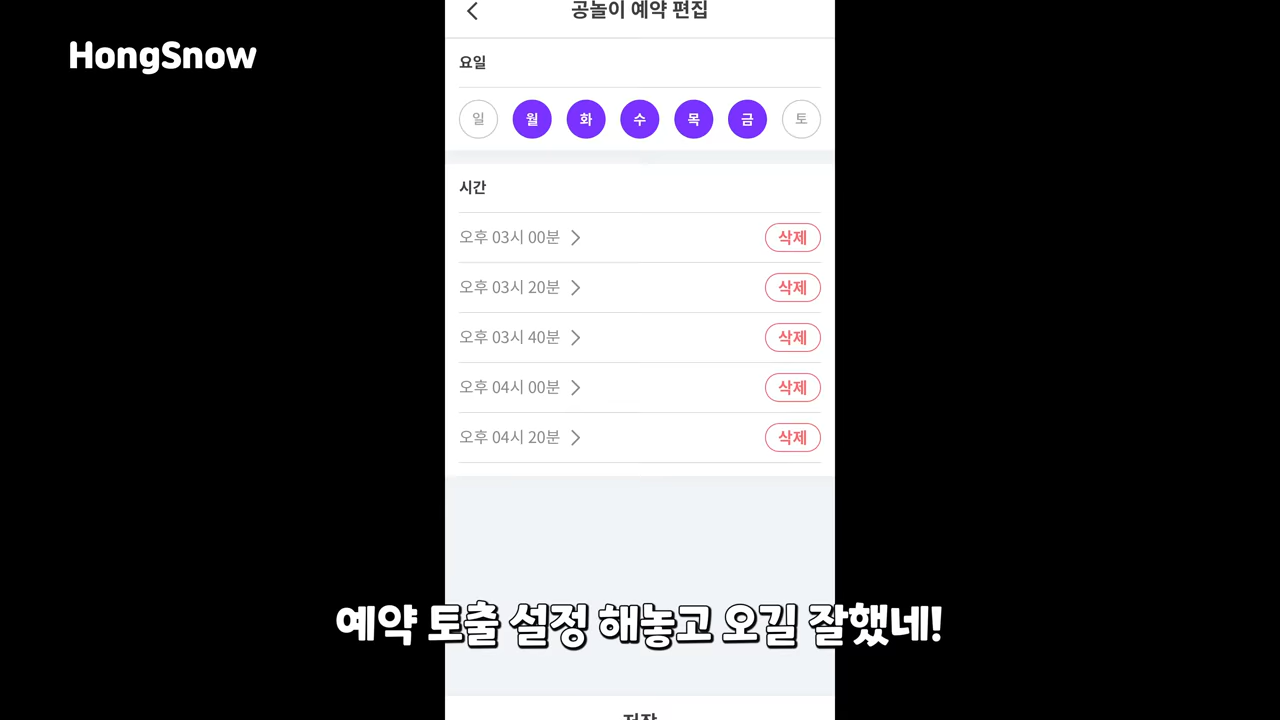 공놀이 예약 편집
HongSnow
요일
일 월 화 수 목 금 토
시간
오후 03시 00분 삭제
오후 03시 20분 삭제
오후 03시 40분 삭제
오후 04시 00분 삭제
오후 04시 20분 삭제
예약 토출 설정 해놓고 오길 잘했네!
저장